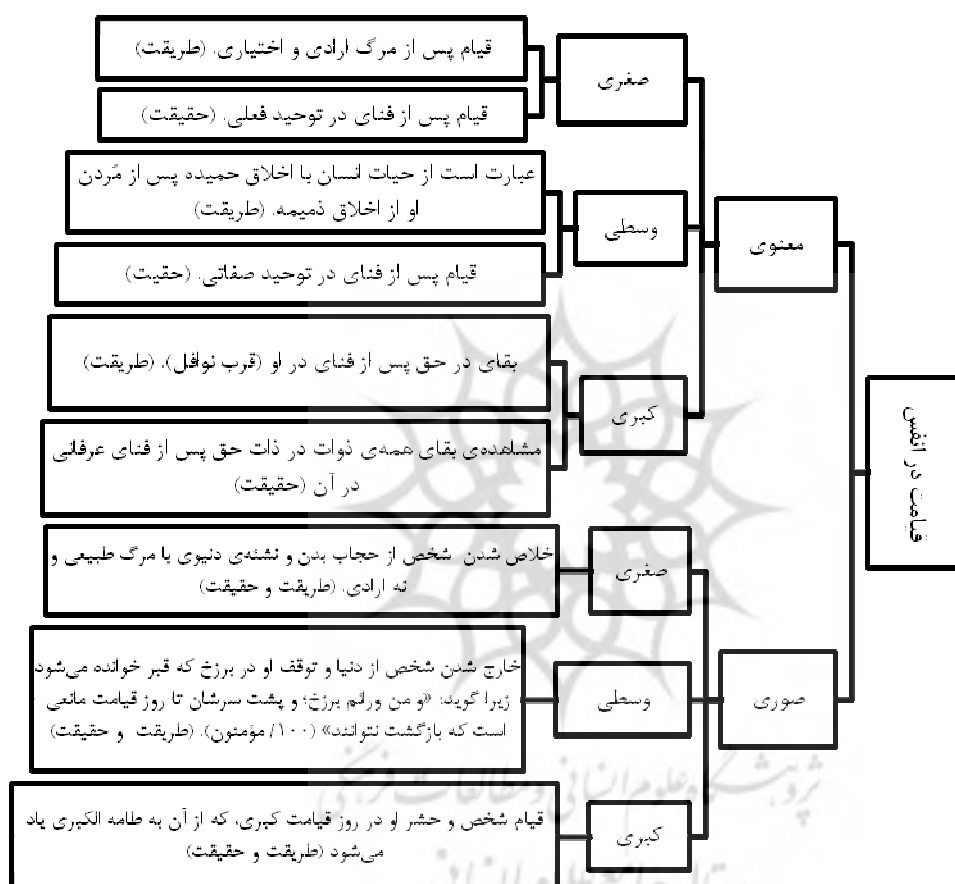 قیامت در انفس
معنوی
صغری
قیام پس از مرگ ارادی و اختیاری. (طریقت)
قیام پس از فنای در توحید فعلی. (حقیقت)
وسطی
عبارت است از حیات انسان با اخلاق حمیده پس از مُردن
او از اخلاق ذمیمه. (طریقت)
قیام پس از فنای در توحید صفاتی. (حقیت)
کبری
بقای در حق پس از فنای در او (قرب نوافل). (طریقت)
مشاهده‌ی بقای همه‌ی ذوات در ذات حق پس از فنای عرفانی
در آن (حقیقت)
صوری
صغری
خلاص شدن شخص از حجاب بدن و نشئه‌ی دنیوی با مرگ طبیعی و
نه ارادی. (طریقت و حقیقت)
وسطی
خارج شدن شخص از دنیا و توقف او در برزخ که قبر خوانده می‌شود
زیرا گوید: «و من ورائم برزخ؛ و پشت سرشان تا روز قیامت مانعی
است که بازگشت نتوانند» (۱۰۰/ مؤمنون). (طریقت و حقیقت)
کبری
قیام شخص و حشر او در روز قیامت کبری، که از آن به طامه الکبری یاد
می‌شود (طریقت و حقیقت)
پژوهشگاه علوم انسانی و مطالعات فرهنگی